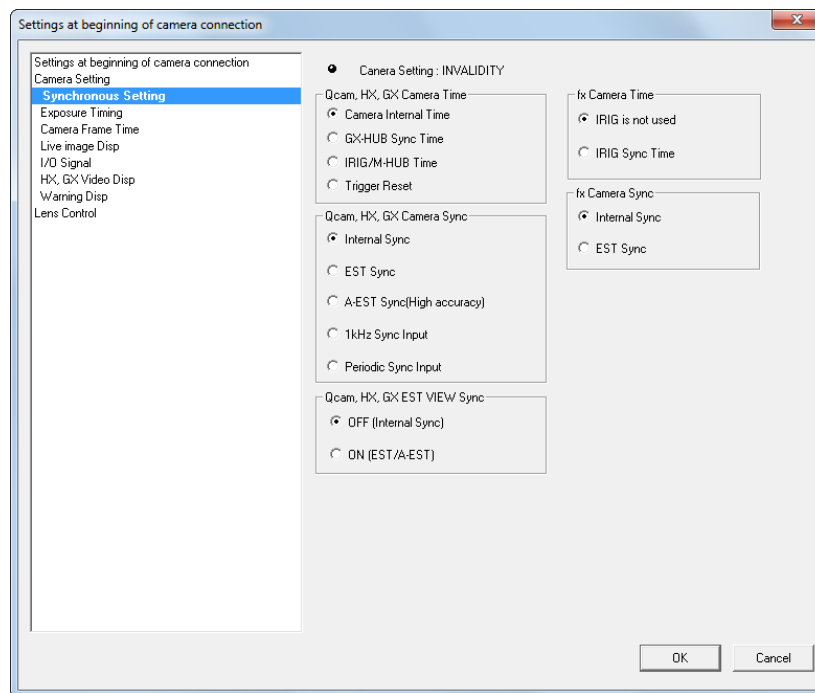 Settings at beginning of camera connection
Settings at beginning of camera connection
Camera Setting
Synchronous Setting
Exposure Timing
Camera Frame Time
Live image Disp
I/O Signal
HX, GX Video Disp
Warning Disp
Lens Control
Canera Setting : INVALIDITY
Qcam, HX, GX Camera Time
Camera Internal Time
GX-HUB Sync Time
IRIG/M-HUB Time
Trigger Reset
Qcam, HX, GX Camera Sync
Internal Sync
EST Sync
A-EST Sync(High accuracy)
1kHz Sync Input
Periodic Sync Input
Qcam, HX, GX EST VIEW Sync
OFF (Internal Sync)
ON (EST/A-EST)
fx Camera Time
IRIG is not used
IRIG Sync Time
fx Camera Sync
Internal Sync
EST Sync
OK
Cancel